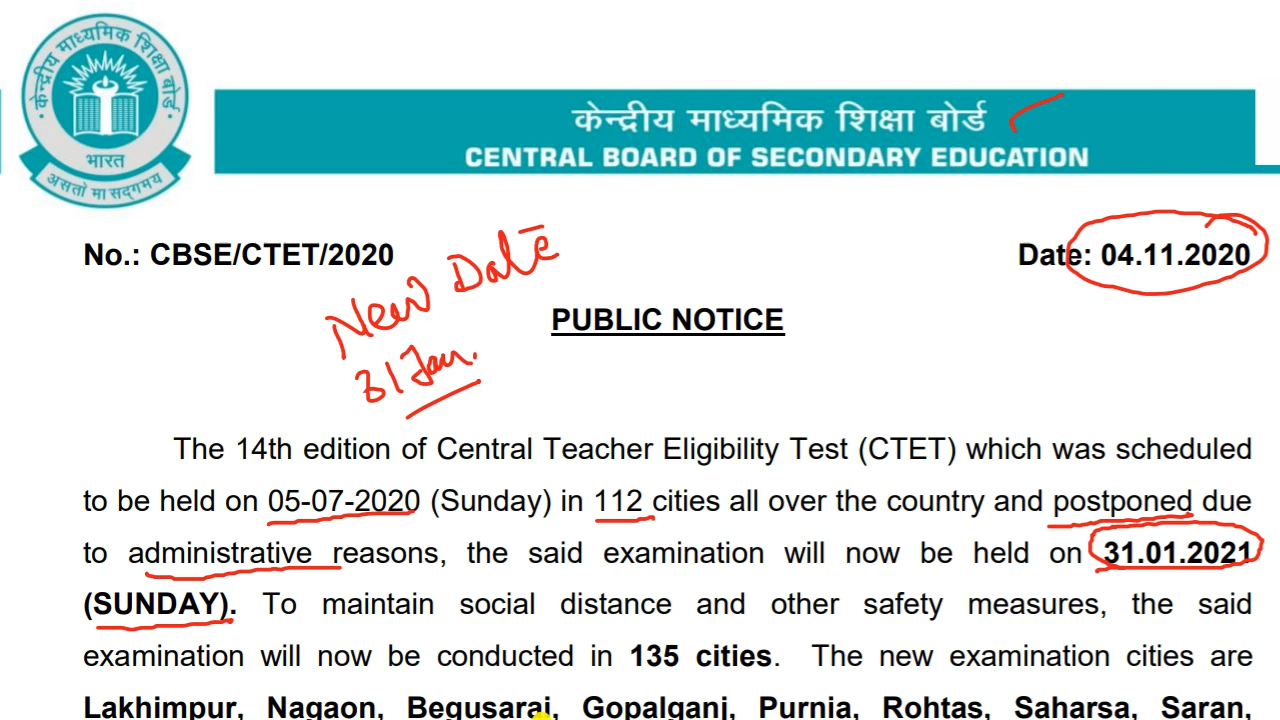 केन्द्रीय माध्यमिक शिक्षा बोर्ड
भारत
असतो मा सद्गमय
केन्द्रीय माध्यमिक शिक्षा बोर्ड
CENTRAL BOARD OF SECONDARY EDUCATION
No.: CBSE/CTET/2020
Date: 04.11.2020
New Date
31 Jan.
PUBLIC NOTICE
The 14th edition of Central Teacher Eligibility Test (CTET) which was scheduled
to be held on 05-07-2020 (Sunday) in 112 cities all over the country and postponed due
to administrative reasons, the said examination will now be held on 31.01.2021
(SUNDAY). To maintain social distance and other safety measures, the said
examination will now be conducted in 135 cities. The new examination cities are
Lakhimpur, Nagaon, Begusarai, Gopalganj, Purnia, Rohtas, Saharsa, Saran,